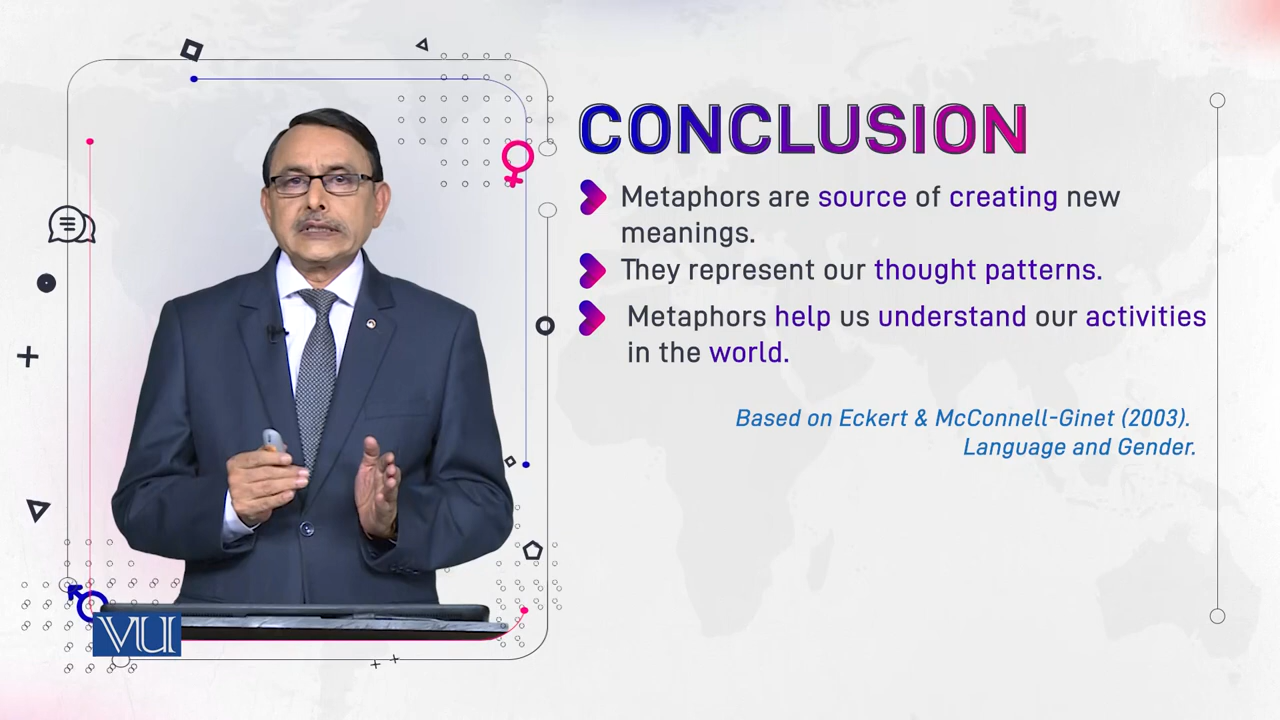 CONCLUSION
Metaphors are source of creating new
meanings.
They represent our thought patterns.
Metaphors help us understand our activities
in the world.
Based on Eckert & McConnell-Ginet (2003).
Language and Gender.
VU